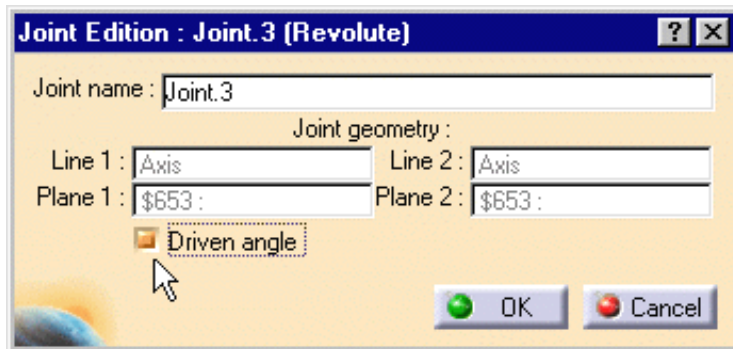 Joint Edition : Joint.3 (Revolute)
Joint name : Joint.3
Joint geometry :
Line 1 : Axis Line 2 : Axis
Plane 1 : $653 : Plane 2 : $653 :
Driven angle
OK Cancel